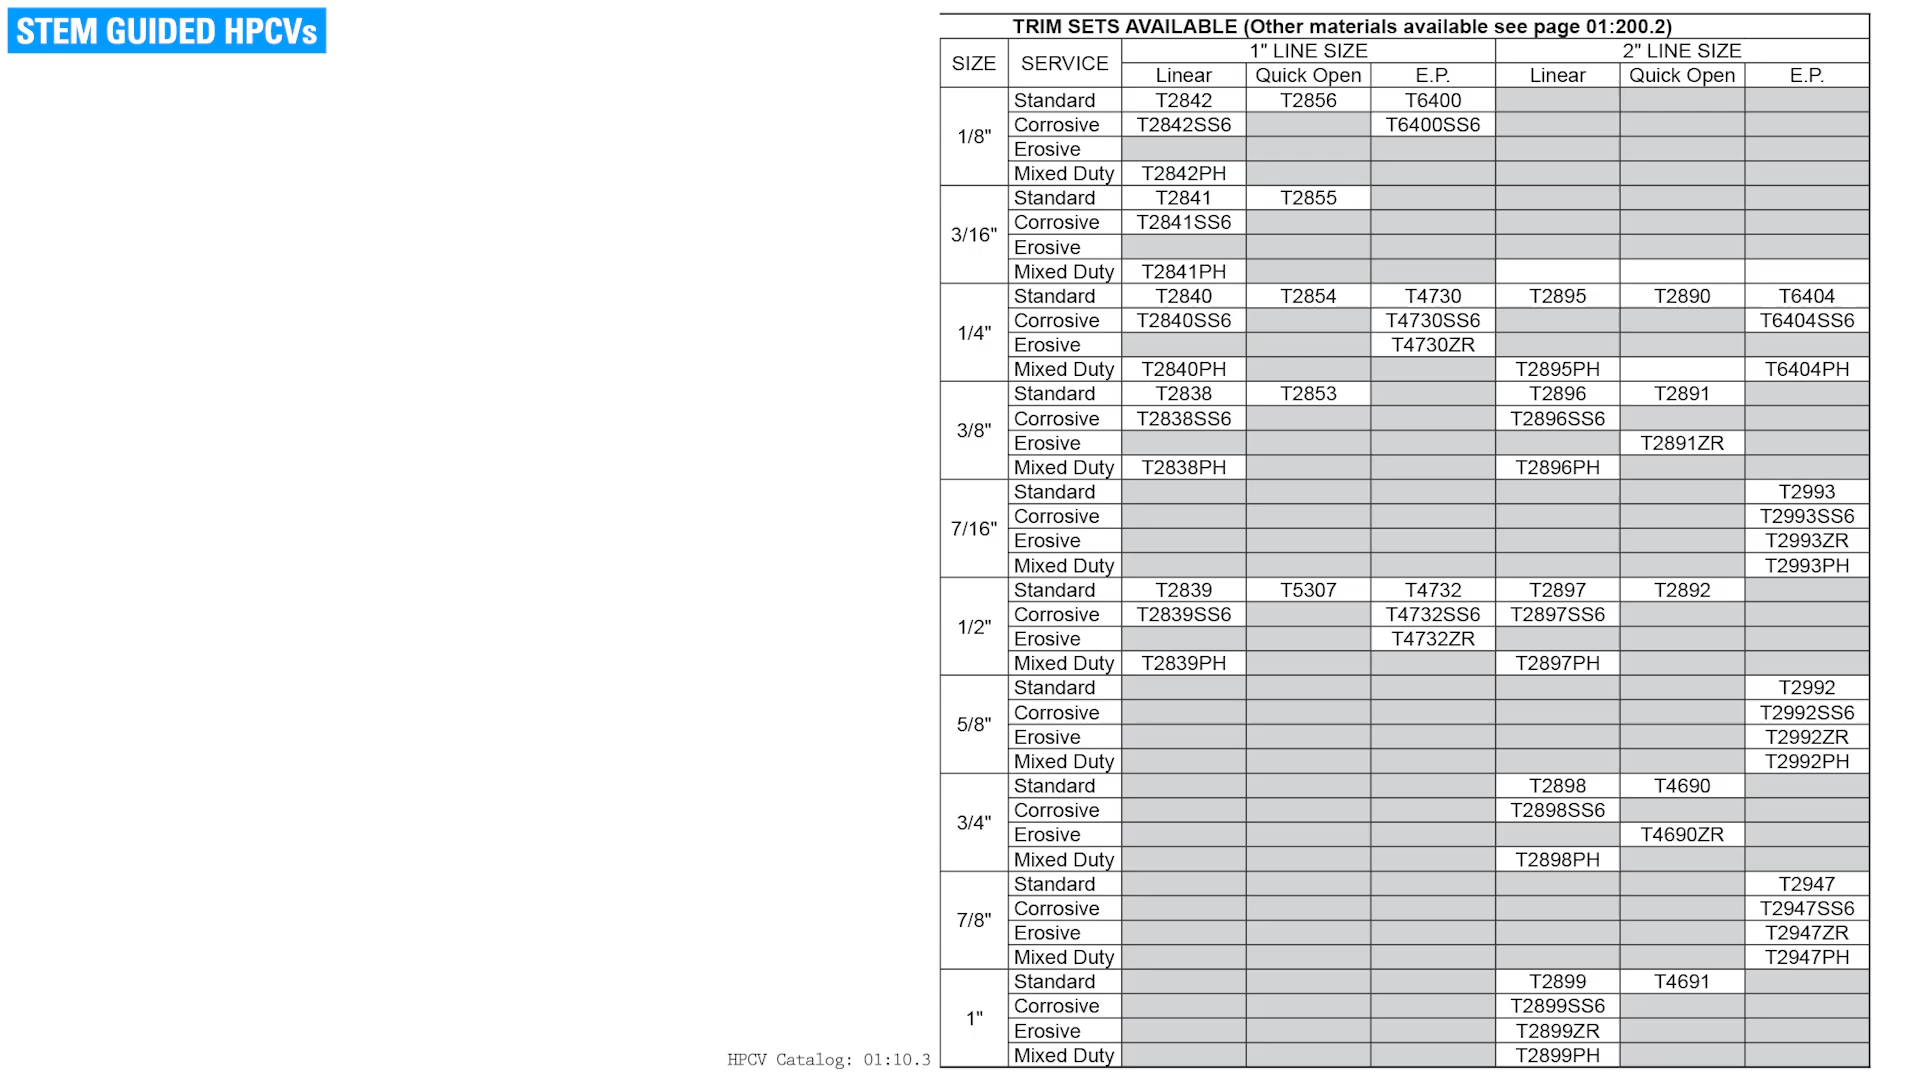 STEM GUIDED HPCVs
TRIM SETS AVAILABLE (Other materials available see page 01:200.2)
SIZE SERVICE 1" LINE SIZE 2" LINE SIZE
Linear Quick Open E.P. Linear Quick Open E.P.
1/8"
Standard T2842 T2856 T6400
Corrosive T2842SS6 T6400SS6
Erosive
Mixed Duty T2842PH
3/16"
Standard T2841 T2855
Corrosive T2841SS6
Erosive
Mixed Duty T2841PH
1/4"
Standard T2840 T2854 T4730 T2895 T2890 T6404
Corrosive T2840SS6 T4730SS6 T6404SS6
Erosive T4730ZR
Mixed Duty T2840PH T2895PH T6404PH
3/8"
Standard T2838 T2853 T2896 T2891
Corrosive T2838SS6 T2896SS6
Erosive T2891ZR
Mixed Duty T2838PH T2896PH
7/16"
Standard T2993
Corrosive T2993SS6
Erosive T2993ZR
Mixed Duty T2993PH
1/2"
Standard T2839 T5307 T4732 T2897 T2892
Corrosive T2839SS6 T4732SS6 T2897SS6
Erosive T4732ZR
Mixed Duty T2839PH T2897PH
5/8"
Standard T2992
Corrosive T2992SS6
Erosive T2992ZR
Mixed Duty T2992PH
3/4"
Standard T2898 T4690
Corrosive T2898SS6
Erosive T4690ZR
Mixed Duty T2898PH
7/8"
Standard T2947
Corrosive T2947SS6
Erosive T2947ZR
Mixed Duty T2947PH
1"
Standard T2899 T4691
Corrosive T2899SS6
Erosive T2899ZR
Mixed Duty T2899PH
HPCV Catalog: 01:10.3